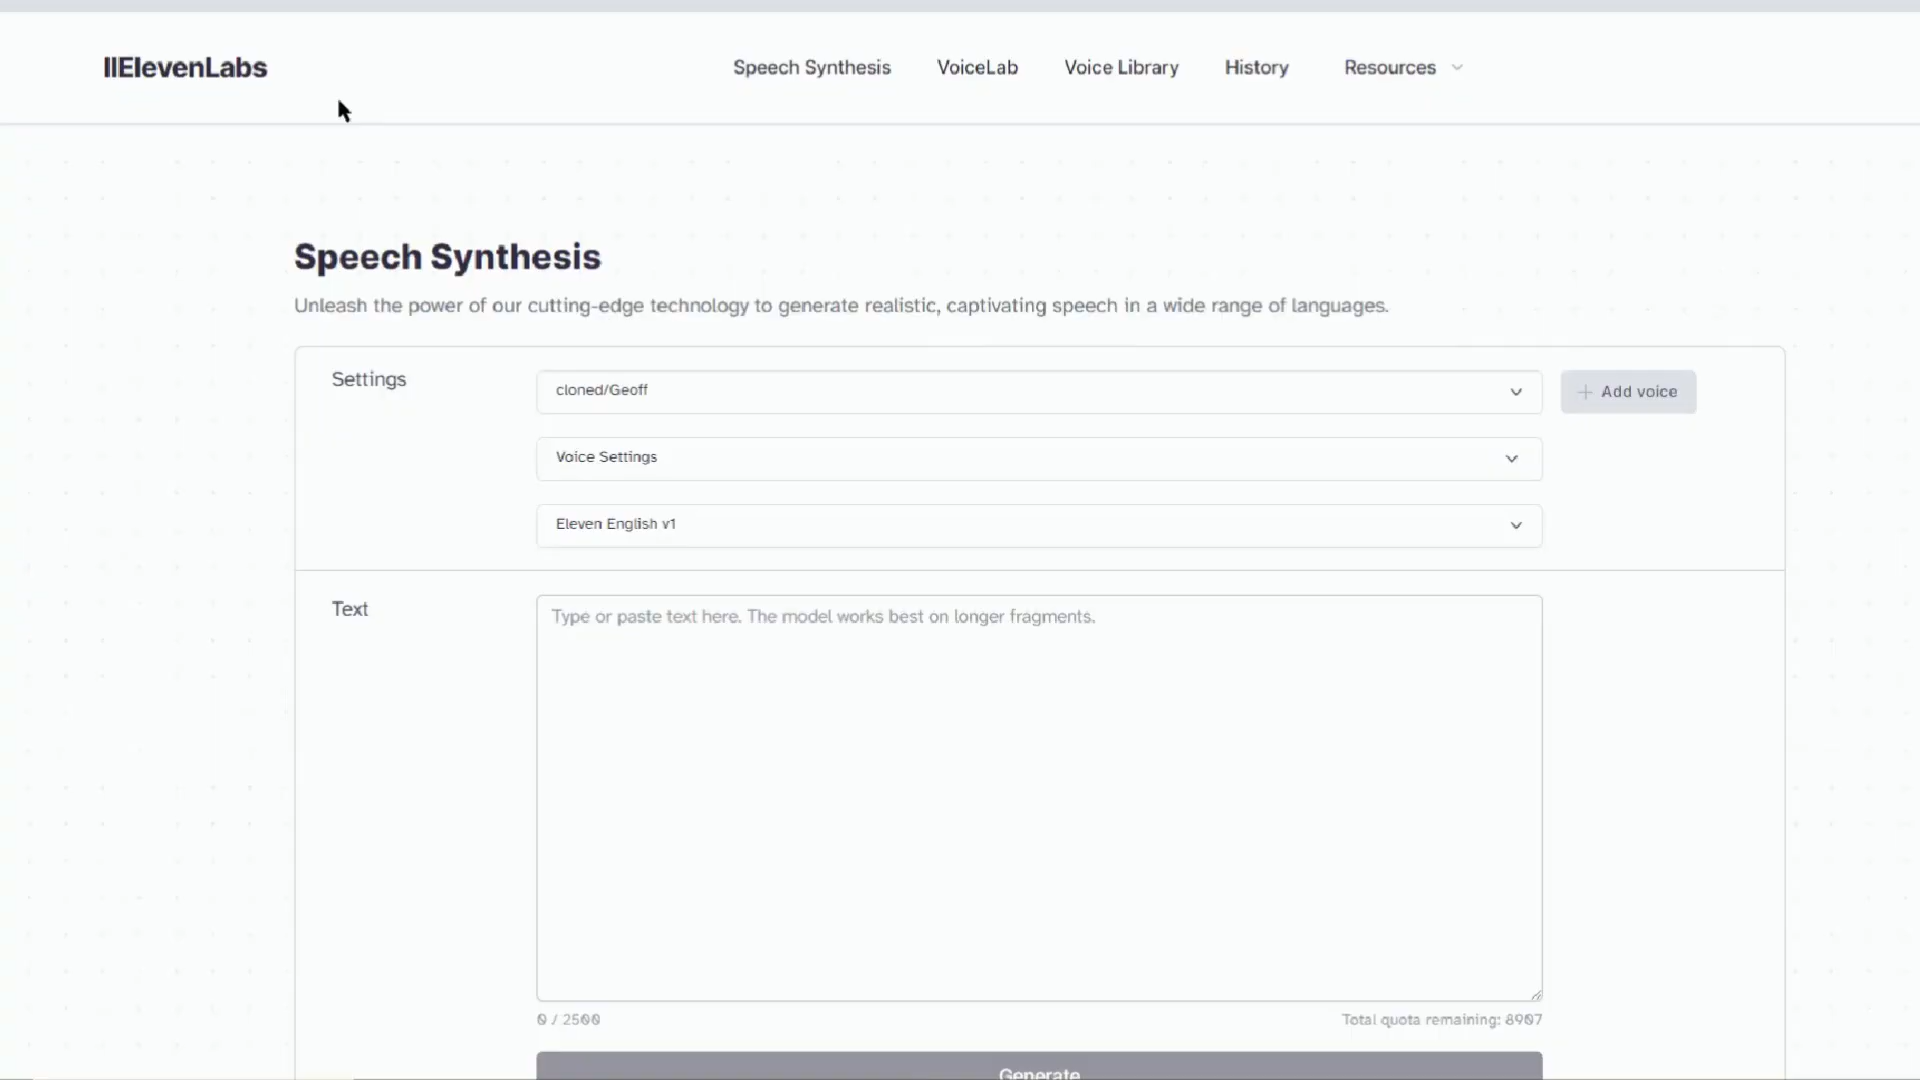 IIElevenLabs
Speech Synthesis
VoiceLab
Voice Library
History
Resources
Speech Synthesis
Unleash the power of our cutting-edge technology to generate realistic, captivating speech in a wide range of languages.
Settings
cloned/Geoff
+ Add voice
Voice Settings
Eleven English v1
Text
Type or paste text here. The model works best on longer fragments.
0 / 2500
Total quota remaining: 8907
Generate